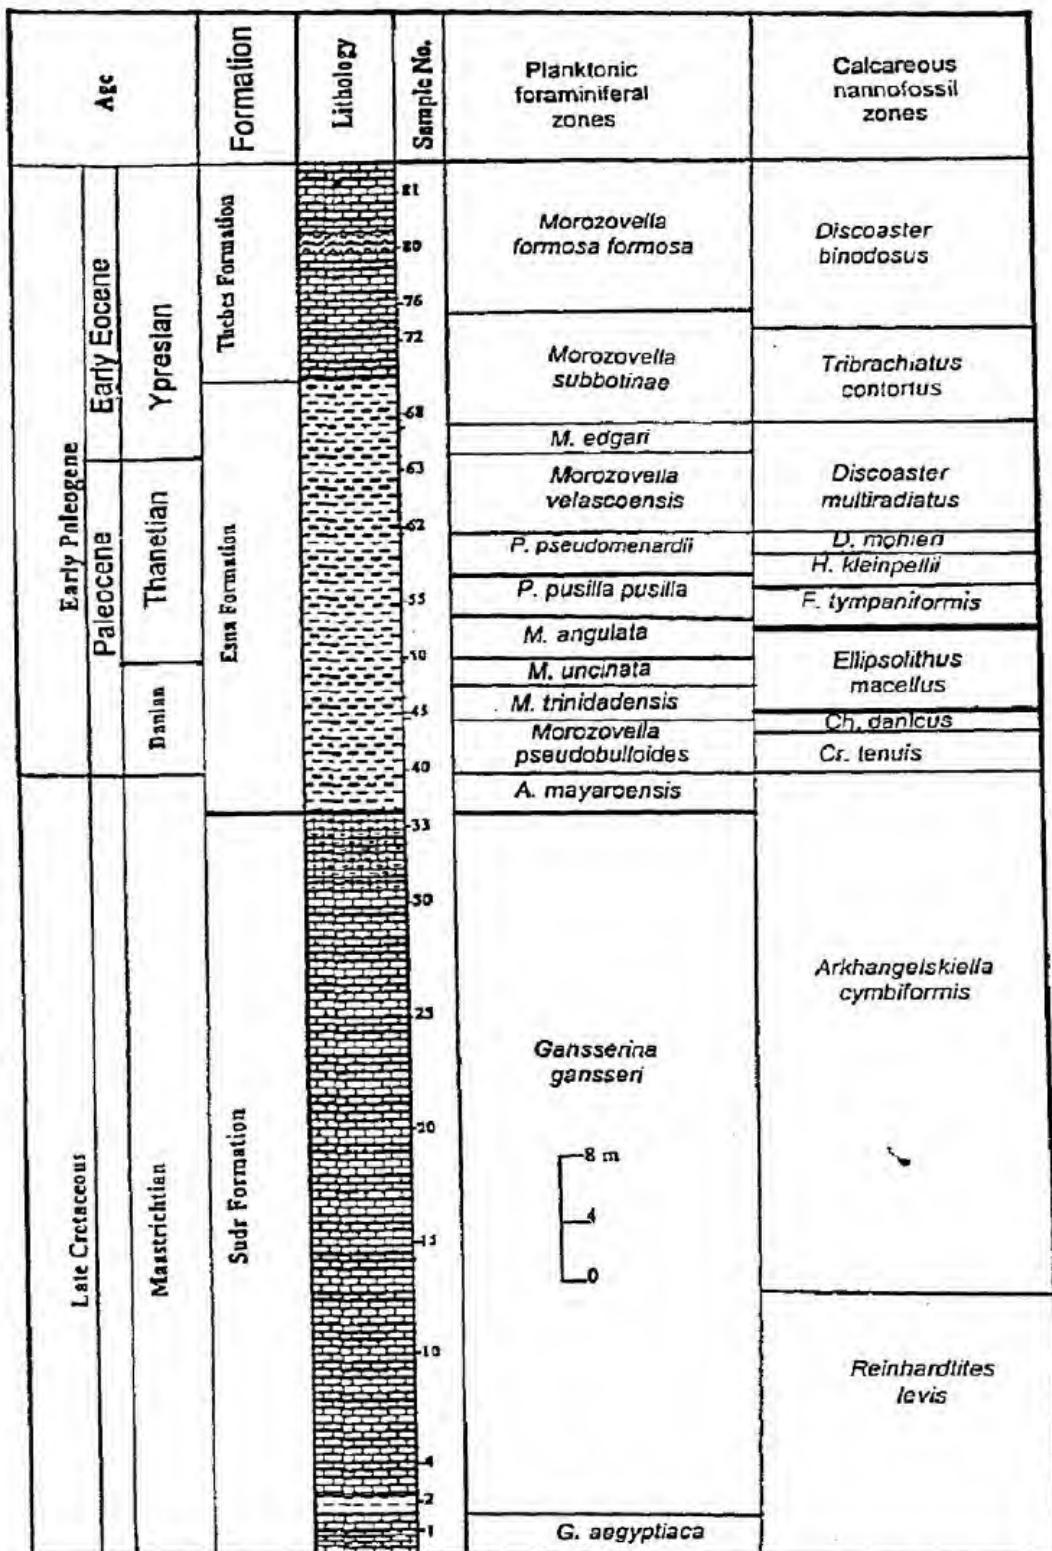 Age
Formation
Lithology
Sample No.
Planktonic
foraminiferal
zones
Calcareous
nannofossil
zones
Early Paleogene
Late Cretaceous
Early Eocene
Paleocene
Ypresian
Thanetian
Danian
Maastrichtian
Thebes Formation
Esna Formation
Sudr Formation
81
80
76
72
68
63
62
55
50
45
40
33
30
25
20
15
10
4
2
1
Morozovella
formosa formosa
Morozovella
subbotinae
M. edgari
Morozovella
velascoensis
P. pseudomenardii
P. pusilla pusilla
M. angulata
M. uncinata
M. trinidadensis
Morozovella
pseudobulloides
A. mayaroensis
Gansserina
gansseri
8 m
4
0
G. aegyptiaca
Discoaster
binodosus
Tribrachiatus
contortus
Discoaster
multiradiatus
D. mohleri
H. kleinpellii
F. tympaniformis
Ellipsolithus
macellus
Ch. danicus
Cr. tenuis
Arkhangelskiella
cymbiformis
Reinhardtites
levis